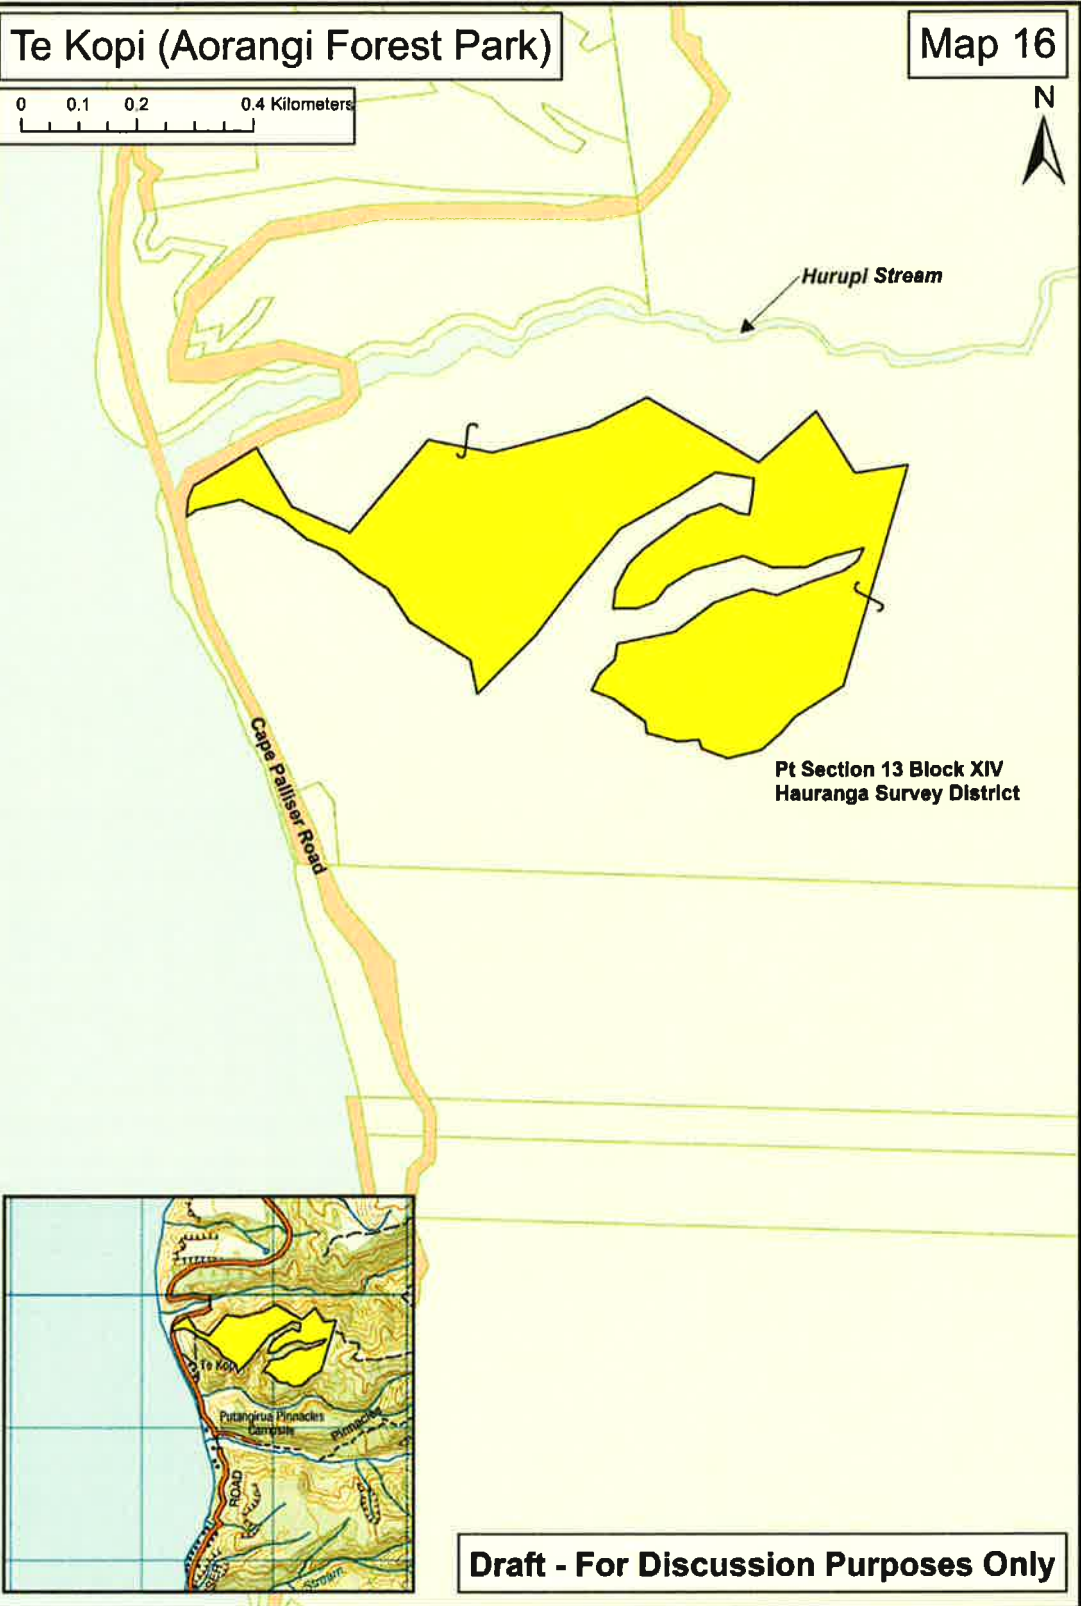 Te Kopi (Aorangi Forest Park)
Map 16
0 0.1 0.2 0.4 Kilometers
N
Hurupi Stream
Cape Palliser Road
Pt Section 13 Block XIV
Hauranga Survey District
Te Kopi
Putangirua Pinnacles
Campsite
Pinnacles
ROAD
Stream
Draft - For Discussion Purposes Only